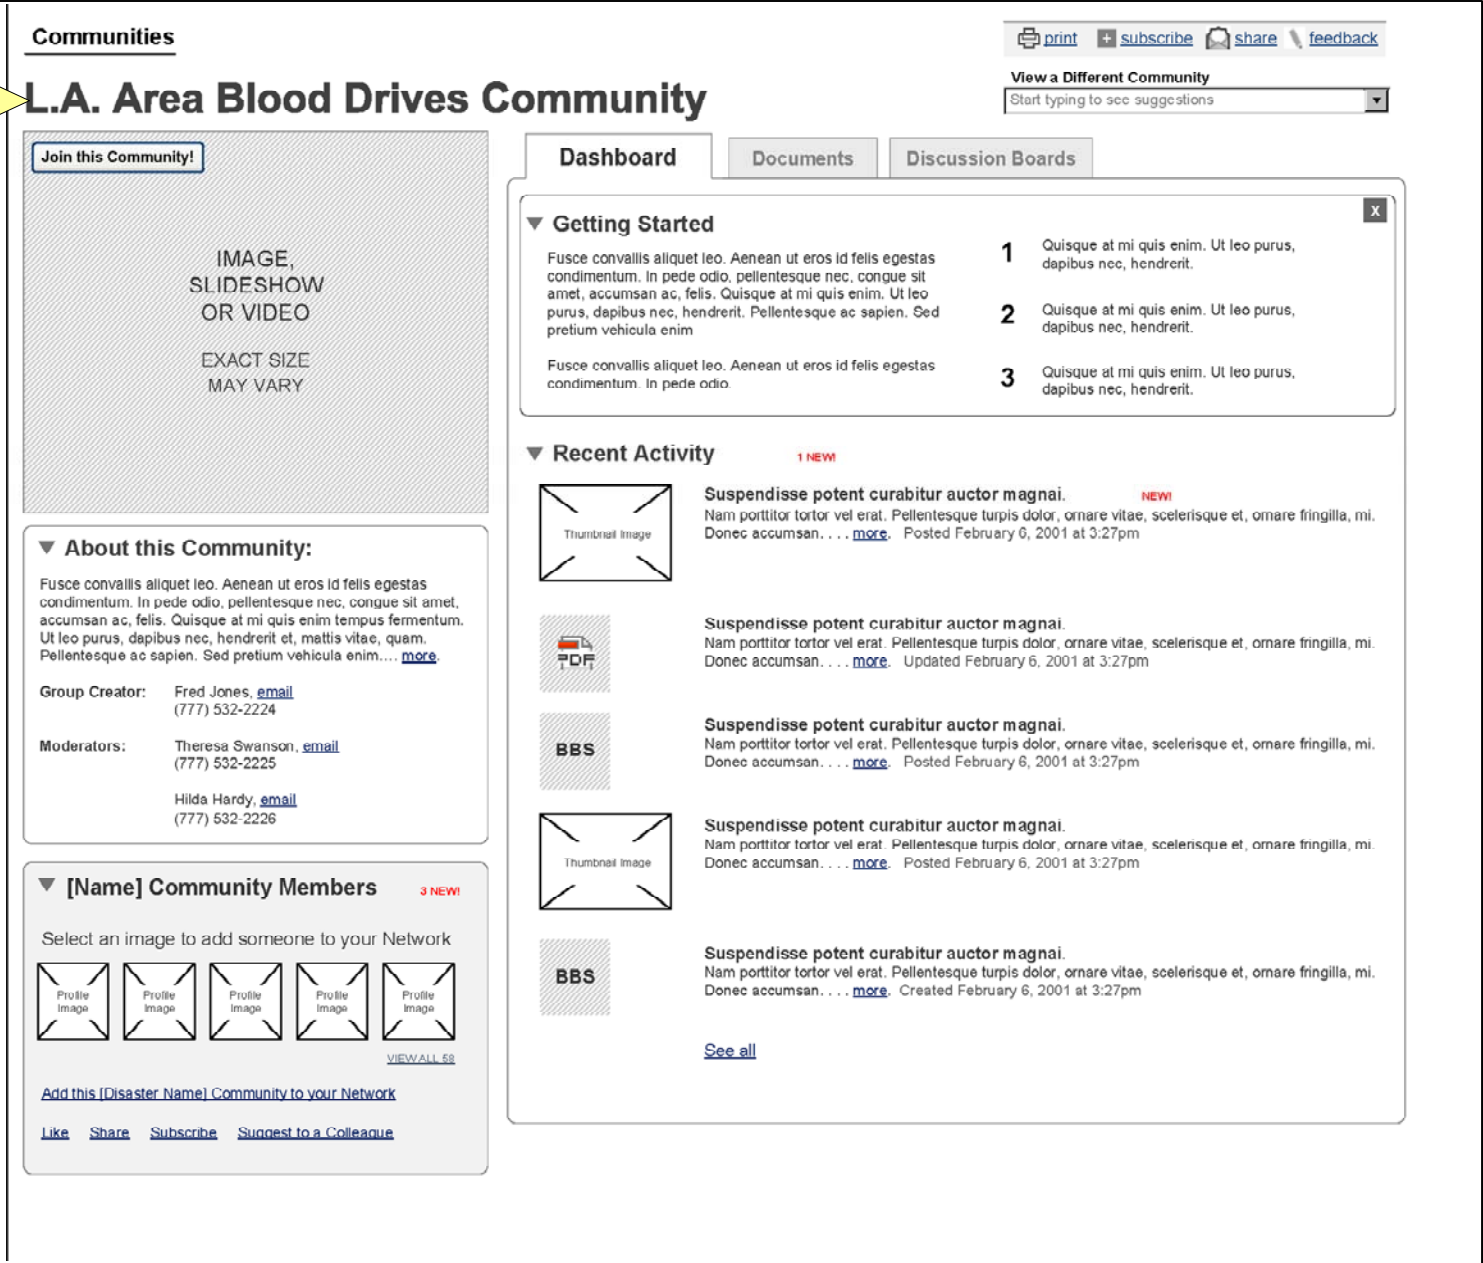 Communities
print subscribe share feedback
L.A. Area Blood Drives Community
View a Different Community
Start typing to see suggestions
Join this Community!
IMAGE,
SLIDESHOW
OR VIDEO
EXACT SIZE
MAY VARY
About this Community:
Fusce convallis aliquet leo. Aenean ut eros id felis egestas
condimentum. In pede odio, pellentesque nec, congue sit amet,
accumsan ac, felis. Quisque at mi quis enim tempus fermentum.
Ut leo purus, dapibus nec, hendrerit et, mattis vitae, quam.
Pellentesque ac sapien. Sed pretium vehicula enim.... more.
Group Creator: Fred Jones, email
(777) 532-2224
Moderators: Theresa Swanson, email
(777) 532-2225
Hilda Hardy, email
(777) 532-2226
[Name] Community Members 3 NEW!
Select an image to add someone to your Network
Profile Image
Profile Image
Profile Image
Profile Image
Profile Image
VIEW ALL 58
Add this [Disaster Name] Community to your Network
Like Share Subscribe Suggest to a Colleague
Dashboard Documents Discussion Boards
Getting Started
X
Fusce convallis aliquet leo. Aenean ut eros id felis egestas
condimentum. In pede odio, pellentesque nec, congue sit
amet, accumsan ac, felis. Quisque at mi quis enim. Ut leo
purus, dapibus nec, hendrerit. Pellentesque ac sapien. Sed
pretium vehicula enim
Fusce convallis aliquet leo. Aenean ut eros id felis egestas
condimentum. In pede odio.
1 Quisque at mi quis enim. Ut leo purus,
dapibus nec, hendrerit.
2 Quisque at mi quis enim. Ut leo purus,
dapibus nec, hendrerit.
3 Quisque at mi quis enim. Ut leo purus,
dapibus nec, hendrerit.
Recent Activity 1 NEW!
Thumbnail Image
Suspendisse potent curabitur auctor magnai. NEW!
Nam porttitor tortor vel erat. Pellentesque turpis dolor, ornare vitae, scelerisque et, ornare fringilla, mi.
Donec accumsan. . . . more. Posted February 6, 2001 at 3:27pm
PDF
Suspendisse potent curabitur auctor magnai.
Nam porttitor tortor vel erat. Pellentesque turpis dolor, ornare vitae, scelerisque et, ornare fringilla, mi.
Donec accumsan. . . . more. Updated February 6, 2001 at 3:27pm
BBS
Suspendisse potent curabitur auctor magnai.
Nam porttitor tortor vel erat. Pellentesque turpis dolor, ornare vitae, scelerisque et, ornare fringilla, mi.
Donec accumsan. . . . more. Posted February 6, 2001 at 3:27pm
Thumbnail Image
Suspendisse potent curabitur auctor magnai.
Nam porttitor tortor vel erat. Pellentesque turpis dolor, ornare vitae, scelerisque et, ornare fringilla, mi.
Donec accumsan. . . . more. Posted February 6, 2001 at 3:27pm
BBS
Suspendisse potent curabitur auctor magnai.
Nam porttitor tortor vel erat. Pellentesque turpis dolor, ornare vitae, scelerisque et, ornare fringilla, mi.
Donec accumsan. . . . more. Created February 6, 2001 at 3:27pm
See all